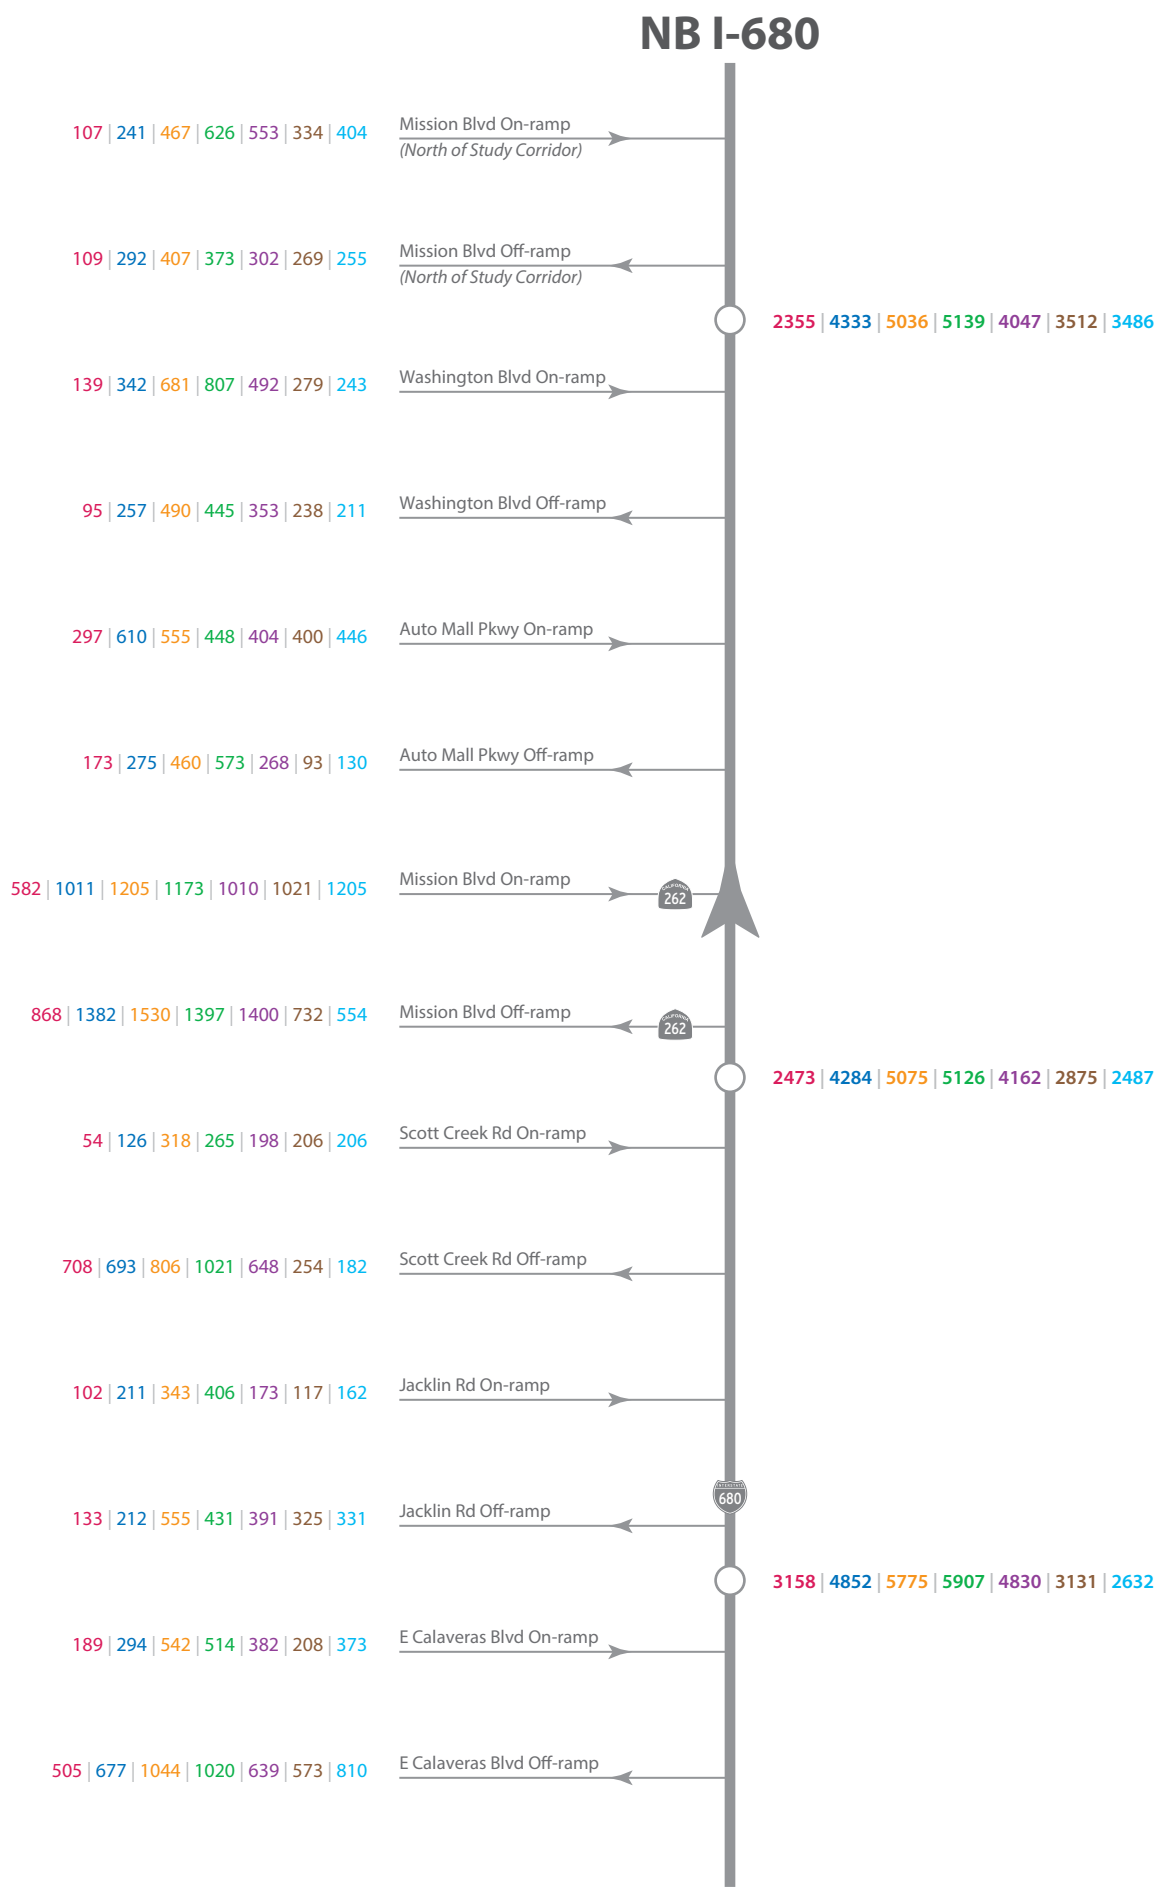 NB I-680
107 | 241 | 467 | 626 | 553 | 334 | 404 Mission Blvd On-ramp
(North of Study Corridor)
109 | 292 | 407 | 373 | 302 | 269 | 255 Mission Blvd Off-ramp
(North of Study Corridor)
2355 | 4333 | 5036 | 5139 | 4047 | 3512 | 3486
139 | 342 | 681 | 807 | 492 | 279 | 243 Washington Blvd On-ramp
95 | 257 | 490 | 445 | 353 | 238 | 211 Washington Blvd Off-ramp
297 | 610 | 555 | 448 | 404 | 400 | 446 Auto Mall Pkwy On-ramp
173 | 275 | 460 | 573 | 268 | 93 | 130 Auto Mall Pkwy Off-ramp
582 | 1011 | 1205 | 1173 | 1010 | 1021 | 1205 Mission Blvd On-ramp
CALIFORNIA
262
868 | 1382 | 1530 | 1397 | 1400 | 732 | 554 Mission Blvd Off-ramp
CALIFORNIA
262
2473 | 4284 | 5075 | 5126 | 4162 | 2875 | 2487
54 | 126 | 318 | 265 | 198 | 206 | 206 Scott Creek Rd On-ramp
708 | 693 | 806 | 1021 | 648 | 254 | 182 Scott Creek Rd Off-ramp
102 | 211 | 343 | 406 | 173 | 117 | 162 Jacklin Rd On-ramp
INTERSTATE
680
133 | 212 | 555 | 431 | 391 | 325 | 331 Jacklin Rd Off-ramp
3158 | 4852 | 5775 | 5907 | 4830 | 3131 | 2632
189 | 294 | 542 | 514 | 382 | 208 | 373 E Calaveras Blvd On-ramp
505 | 677 | 1044 | 1020 | 639 | 573 | 810 E Calaveras Blvd Off-ramp